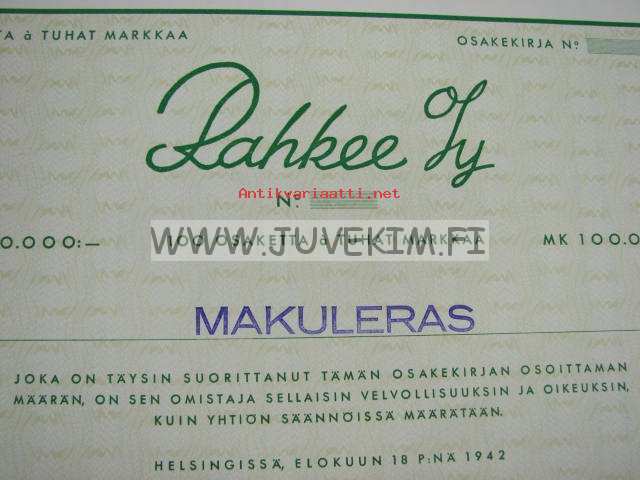 TA à TUHAT MARKKAA
OSAKEKIRJA Nº
Rahkee Oy
Antikvariaatti.net
Nº
0.000:— 100 OSAKETTA à TUHAT MARKKAA MK 100.0
WWW.JUVEKIM.FI
MAKULERAS
JOKA ON TÄYSIN SUORITTANUT TÄMÄN OSAKEKIRJAN OSOITTAMAN
MÄÄRÄN, ON SEN OMISTAJA SELLAISIN VELVOLLISUUKSIN JA OIKEUKSIN,
KUIN YHTIÖN SÄÄNNÖISSÄ MÄÄRÄTÄÄN.
HELSINGISSÄ, ELOKUUN 18 P:NÄ 1942